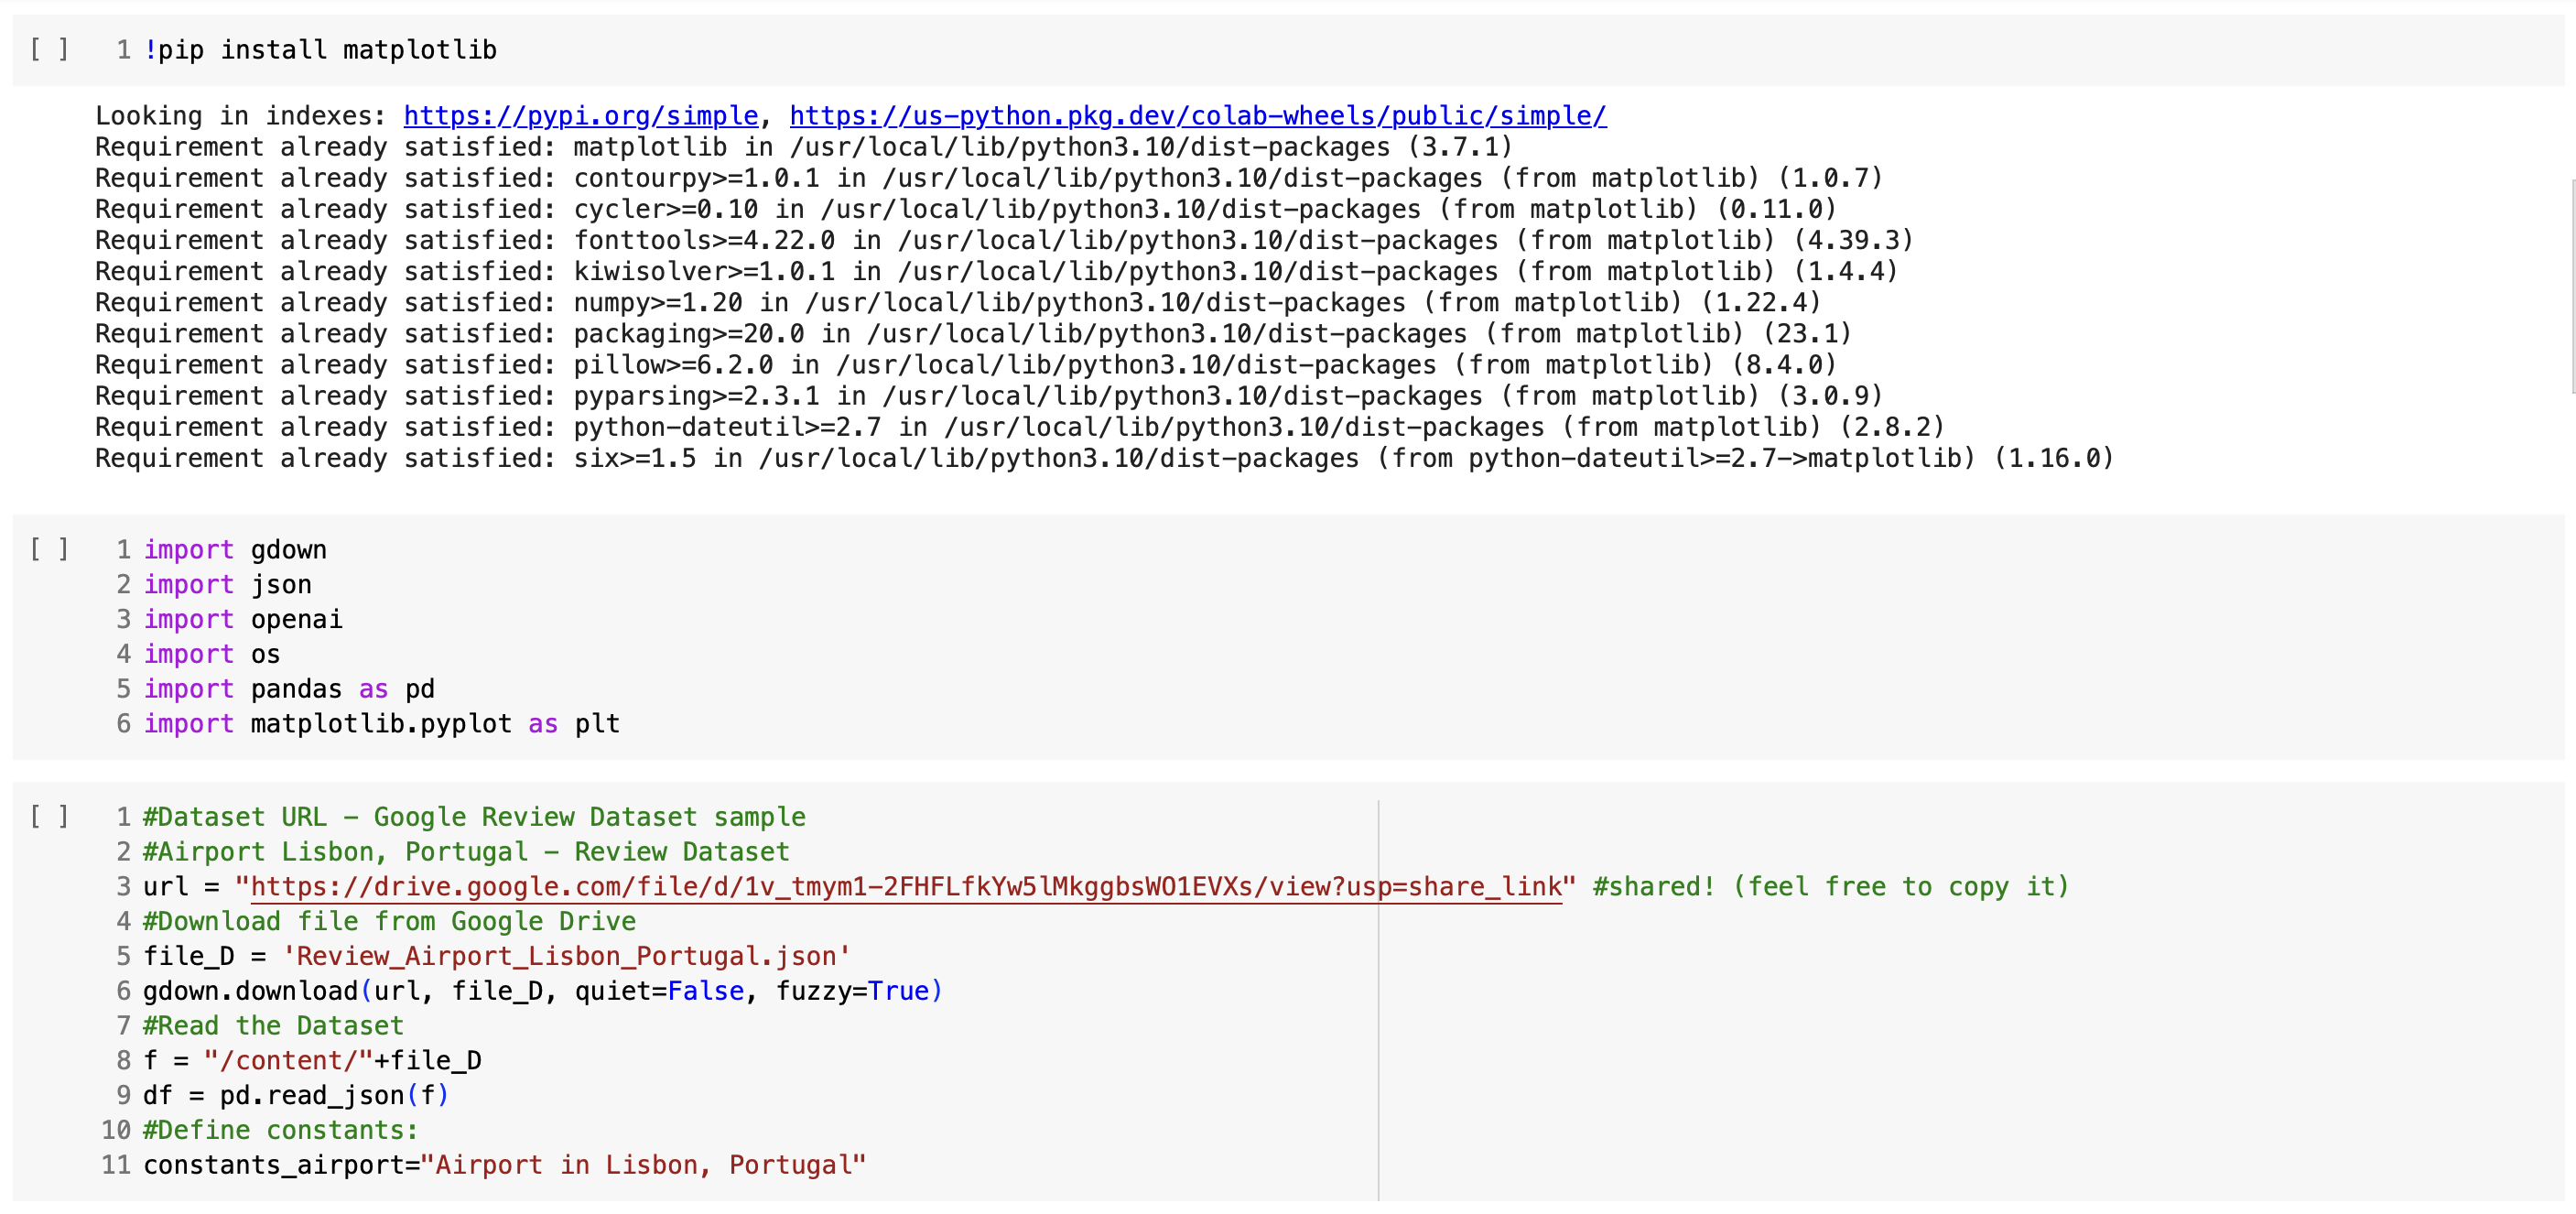 [ ] 1 !pip install matplotlib
Looking in indexes: https://pypi.org/simple, https://us-python.pkg.dev/colab-wheels/public/simple/
Requirement already satisfied: matplotlib in /usr/local/lib/python3.10/dist-packages (3.7.1)
Requirement already satisfied: contourpy>=1.0.1 in /usr/local/lib/python3.10/dist-packages (from matplotlib) (1.0.7)
Requirement already satisfied: cycler>=0.10 in /usr/local/lib/python3.10/dist-packages (from matplotlib) (0.11.0)
Requirement already satisfied: fonttools>=4.22.0 in /usr/local/lib/python3.10/dist-packages (from matplotlib) (4.39.3)
Requirement already satisfied: kiwisolver>=1.0.1 in /usr/local/lib/python3.10/dist-packages (from matplotlib) (1.4.4)
Requirement already satisfied: numpy>=1.20 in /usr/local/lib/python3.10/dist-packages (from matplotlib) (1.22.4)
Requirement already satisfied: packaging>=20.0 in /usr/local/lib/python3.10/dist-packages (from matplotlib) (23.1)
Requirement already satisfied: pillow>=6.2.0 in /usr/local/lib/python3.10/dist-packages (from matplotlib) (8.4.0)
Requirement already satisfied: pyparsing>=2.3.1 in /usr/local/lib/python3.10/dist-packages (from matplotlib) (3.0.9)
Requirement already satisfied: python-dateutil>=2.7 in /usr/local/lib/python3.10/dist-packages (from matplotlib) (2.8.2)
Requirement already satisfied: six>=1.5 in /usr/local/lib/python3.10/dist-packages (from python-dateutil>=2.7->matplotlib) (1.16.0)
[ ] 1 import gdown
2 import json
3 import openai
4 import os
5 import pandas as pd
6 import matplotlib.pyplot as plt
[ ] 1 #Dataset URL - Google Review Dataset sample
2 #Airport Lisbon, Portugal - Review Dataset
3 url = "https://drive.google.com/file/d/1v_tmym1-2FHFLfkYw5lMkggbsWO1EVXs/view?usp=share_link" #shared! (feel free to copy it)
4 #Download file from Google Drive
5 file_D = 'Review_Airport_Lisbon_Portugal.json'
6 gdown.download(url, file_D, quiet=False, fuzzy=True)
7 #Read the Dataset
8 f = "/content/"+file_D
9 df = pd.read_json(f)
10 #Define constants:
11 constants_airport="Airport in Lisbon, Portugal"